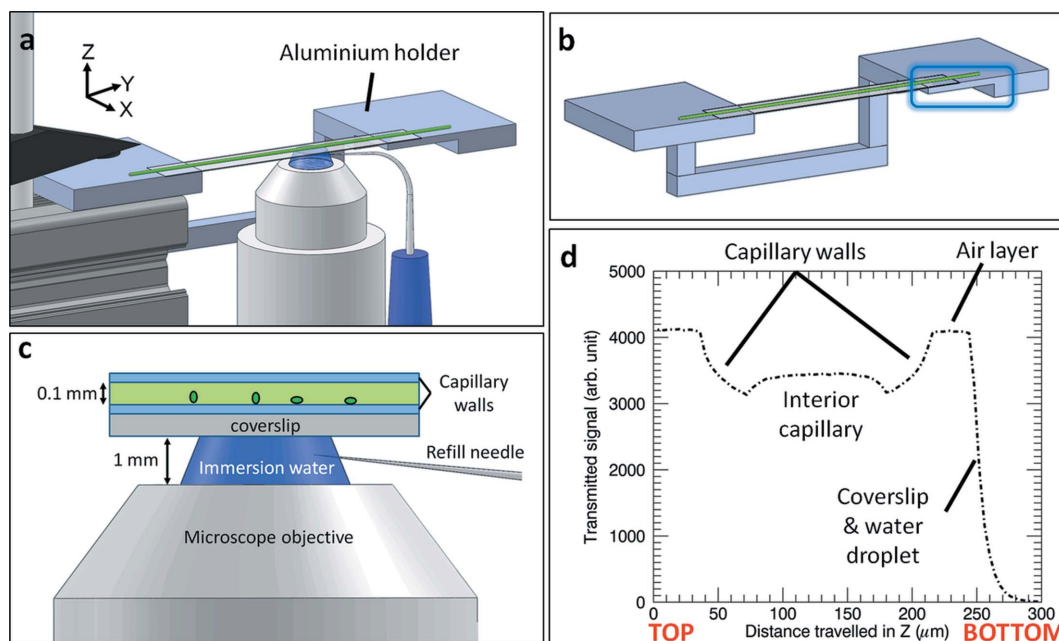 a
Z
Y
X
Aluminium holder
b
c
0.1 mm
Capillary
walls
coverslip
1 mm
Immersion water
Refill needle
Microscope objective
d
Capillary walls
Air layer
Transmitted signal (arb. unit)
5000
4000
3000
2000
1000
0
Interior
capillary
Coverslip
& water
droplet
0 50 100 150 200 250 300
TOP Distance travelled in Z (μm) BOTTOM